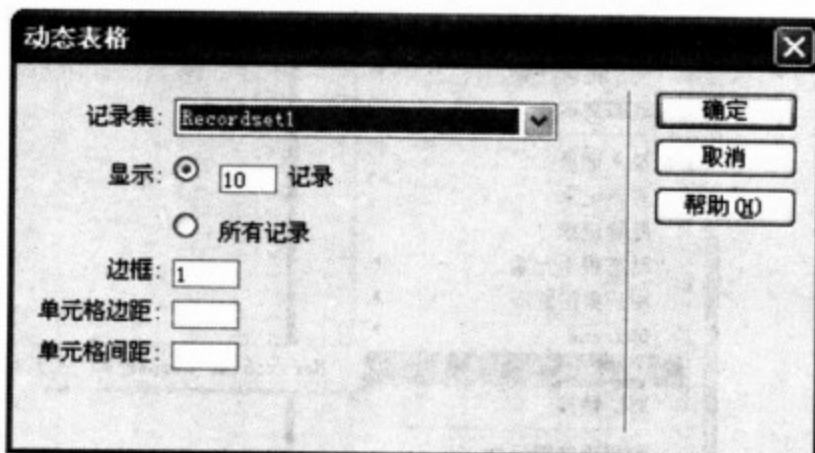 动态表格
记录集: Recordset1
显示: 10 记录
所有记录
边框: 1
单元格边距:
单元格间距:
确定
取消
帮助(H)